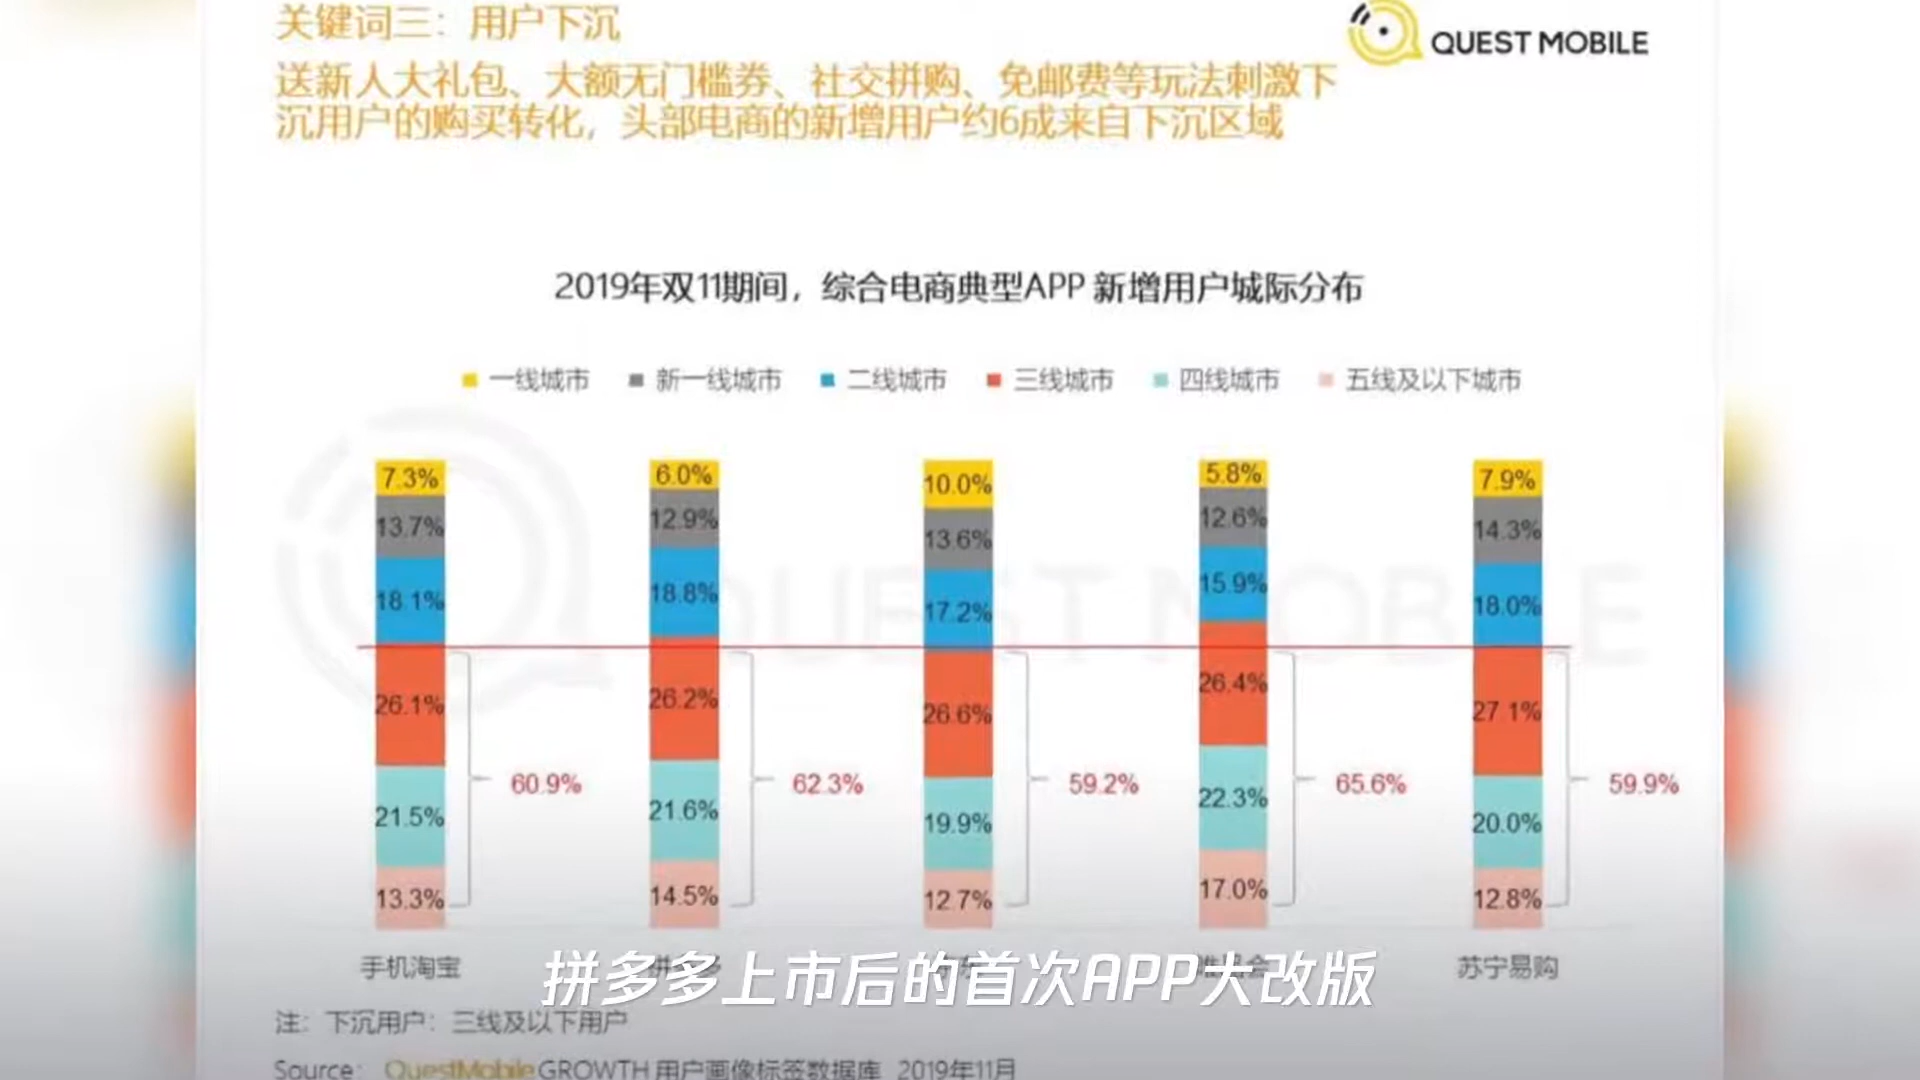 关键词三：用户下沉
QUEST MOBILE
送新人大礼包、大额无门槛券、社交拼购、免邮费等玩法刺激下
沉用户的购买转化，头部电商的新增用户约6成来自下沉区域
2019年双11期间，综合电商典型APP 新增用户城际分布
一线城市 新一线城市 二线城市 三线城市 四线城市 五线及以下城市
7.3% 6.0% 10.0% 5.8% 7.9%
13.7% 12.9% 13.6% 12.6% 14.3%
18.1% 18.8% 17.2% 15.9% 18.0%
QUEST MOBILE
26.1% 26.2% 26.6% 26.4% 27.1%
60.9% 62.3% 59.2% 65.6% 59.9%
21.5% 21.6% 19.9% 22.3% 20.0%
13.3% 14.5% 12.7% 17.0% 12.8%
手机淘宝 苏宁易购
拼多多上市后的首次APP大改版
注：下沉用户：三线及以下用户
Source： QuestMobile GROWTH 用户画像标签数据库 2019年11月